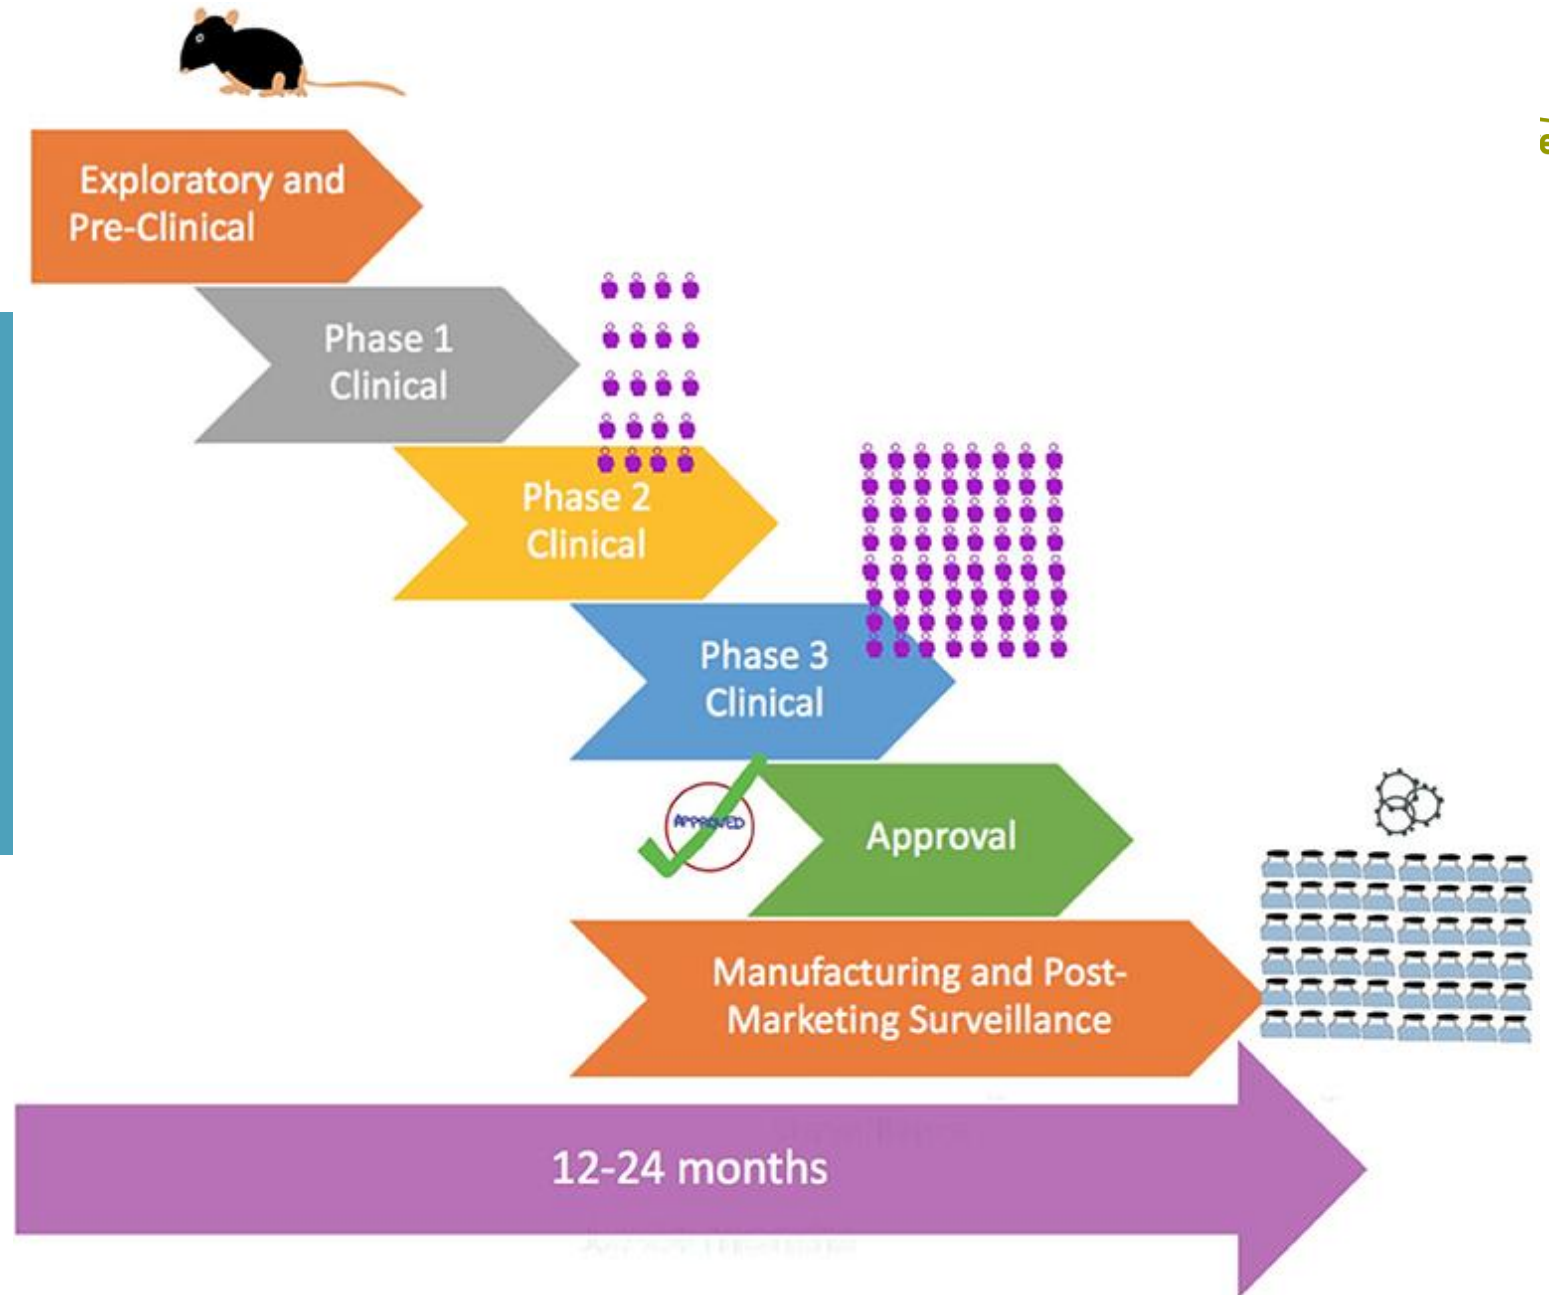 Exploratory and
Pre-Clinical
Phase 1
Clinical
Phase 2
Clinical
Phase 3
Clinical
APPROVED
Approval
Manufacturing and Post-
Marketing Surveillance
12-24 months